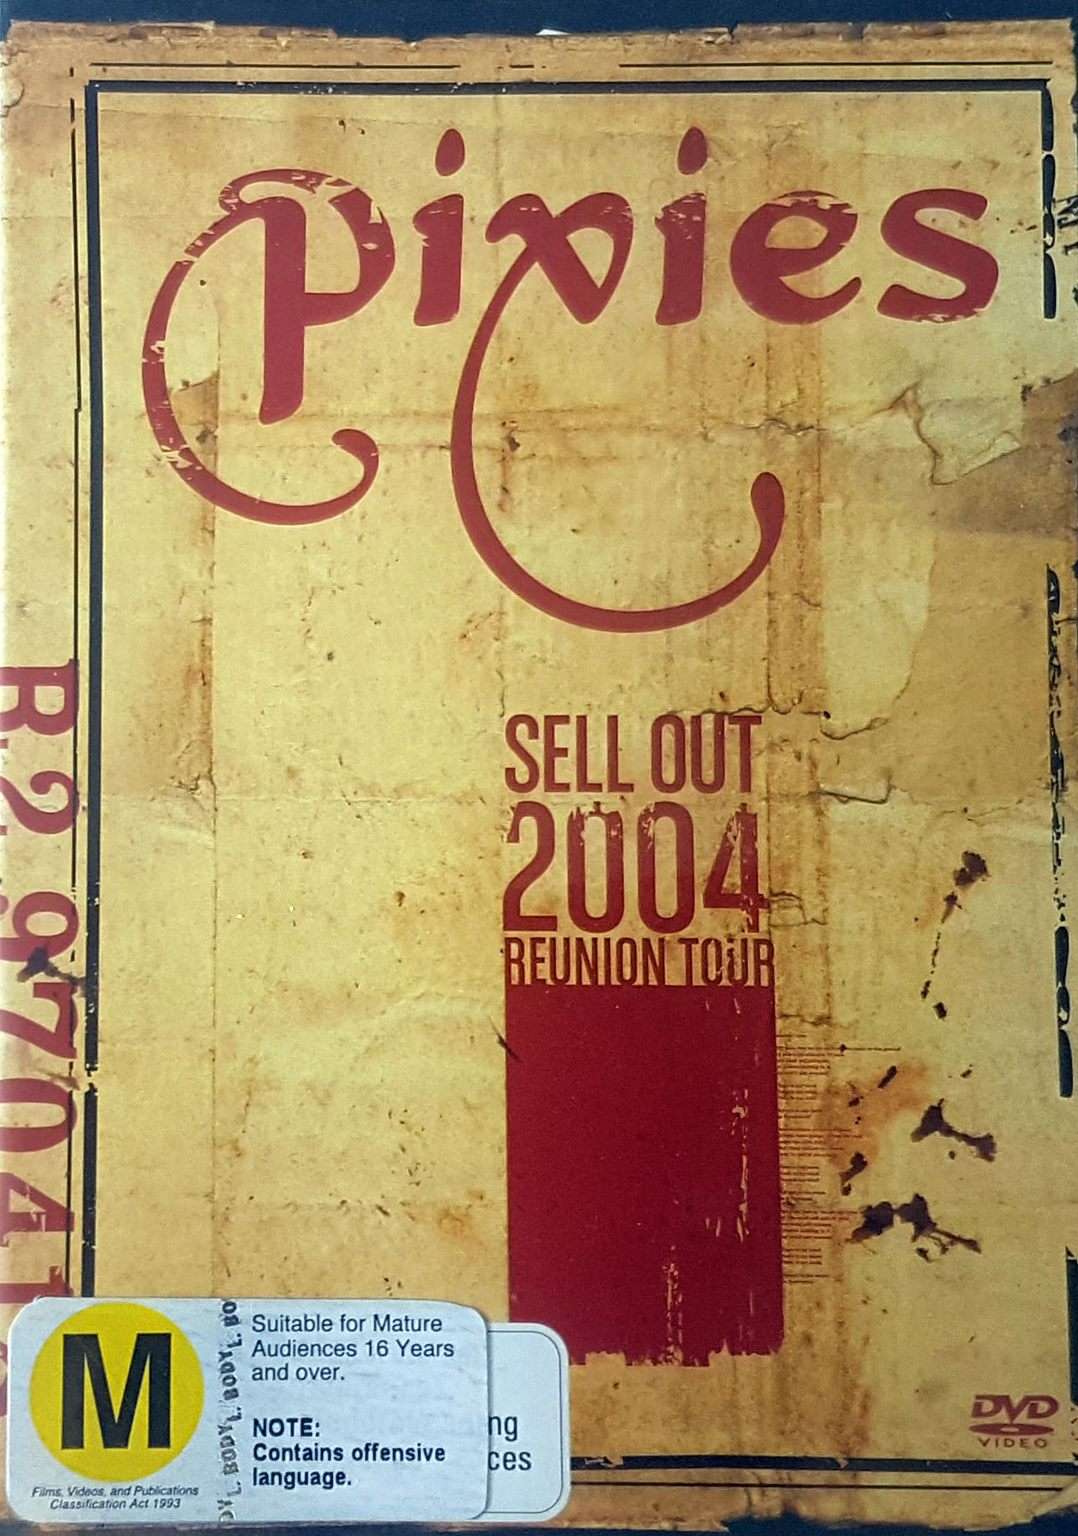 pixies
SELL OUT
2004
REUNION TOUR
R2 97041
M
Films, Videos, and Publications
Classification Act 1993
Suitable for Mature
Audiences 16 Years
and over.
NOTE:
Contains offensive
language.
ng
ces
DVD
VIDEO